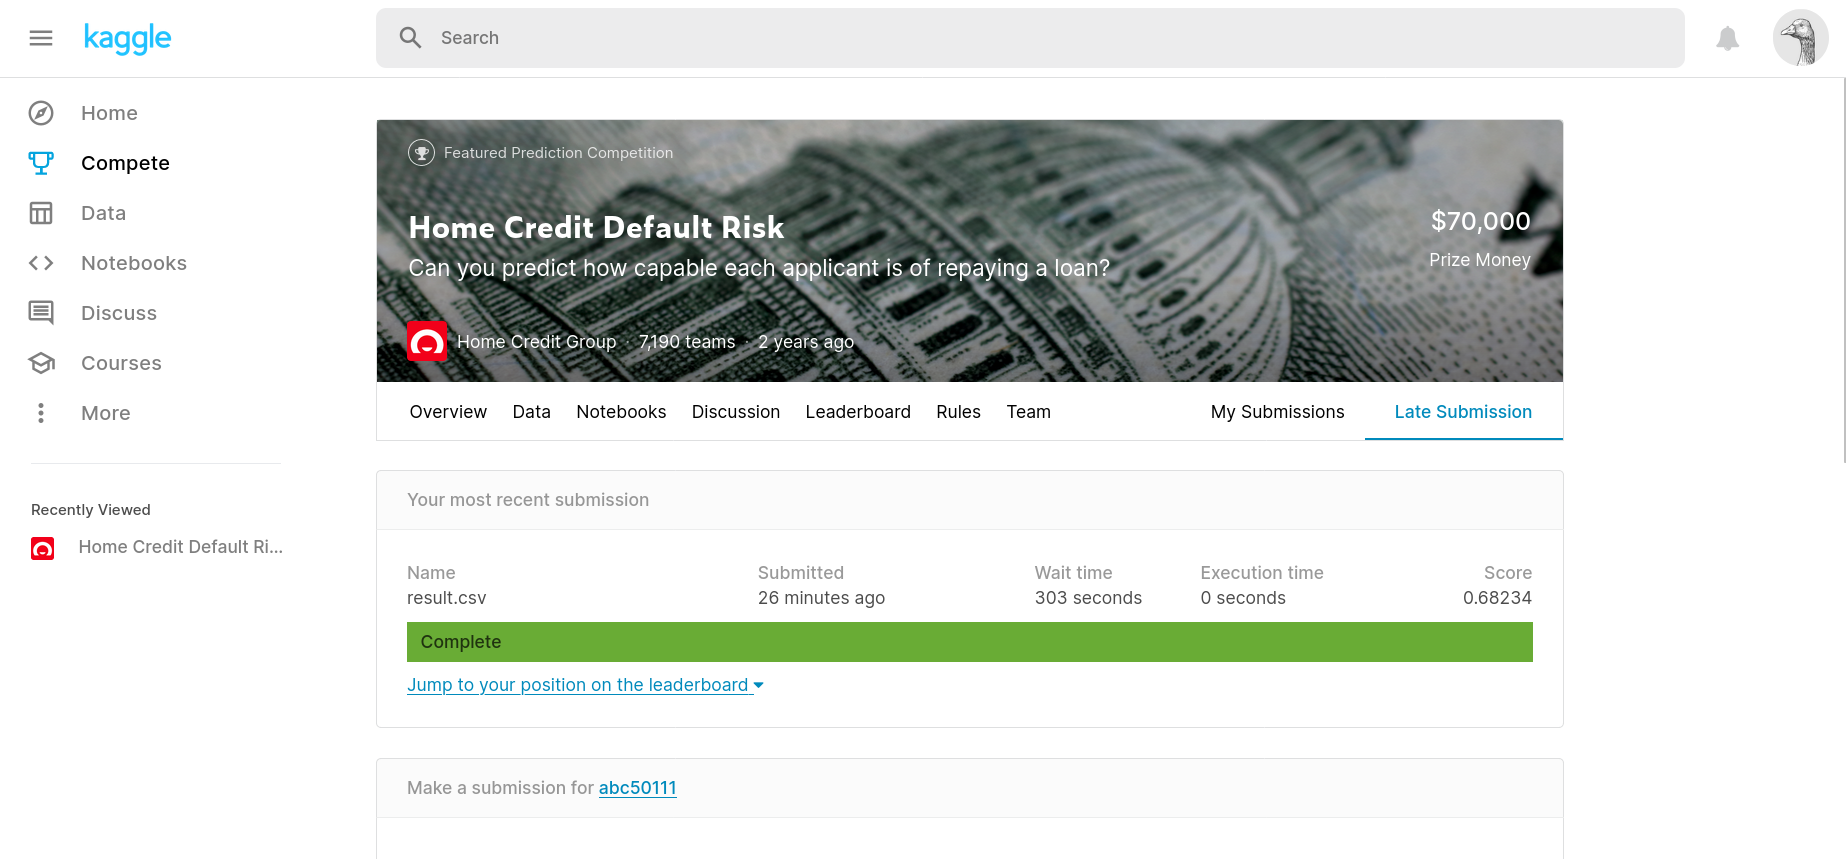 kaggle
Search
Home
Compete
Data
Notebooks
Discuss
Courses
More
Recently Viewed
Home Credit Default Ri...
Featured Prediction Competition
Home Credit Default Risk
Can you predict how capable each applicant is of repaying a loan?
$70,000
Prize Money
Home Credit Group · 7,190 teams · 2 years ago
Overview Data Notebooks Discussion Leaderboard Rules Team My Submissions Late Submission
Your most recent submission
Name Submitted Wait time Execution time Score
result.csv 26 minutes ago 303 seconds 0 seconds 0.68234
Complete
Jump to your position on the leaderboard
Make a submission for abc50111